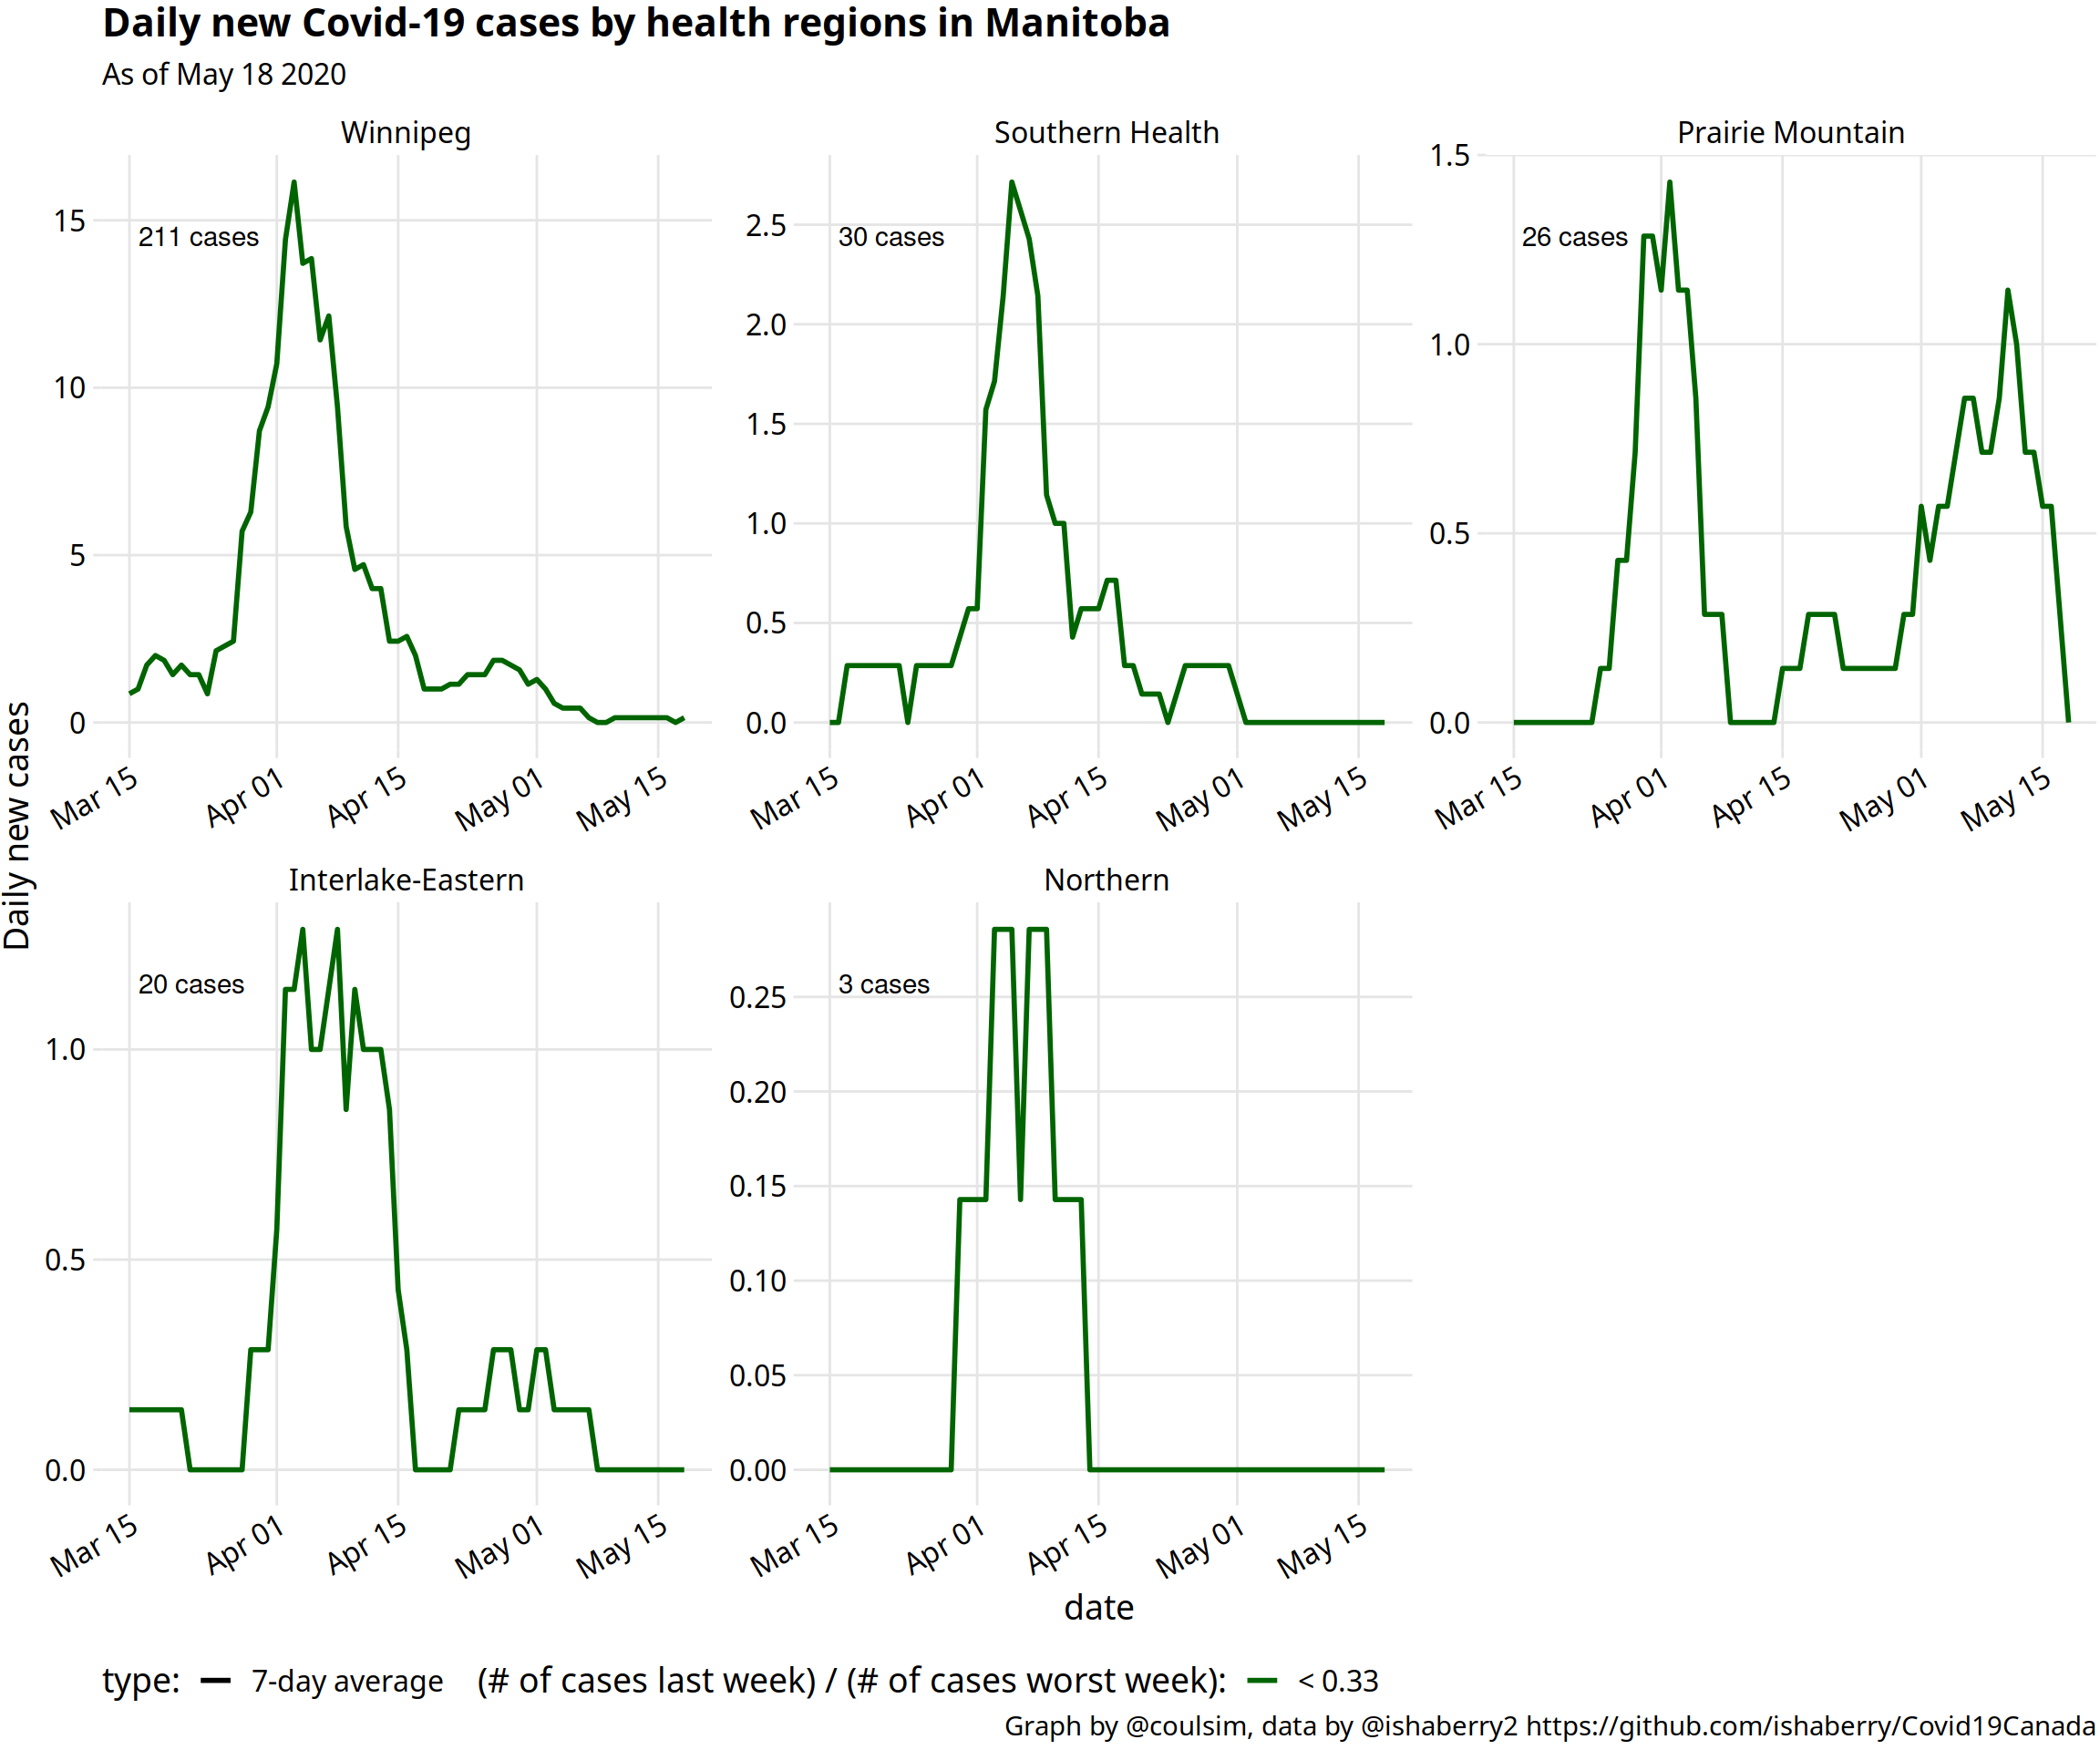 Daily new Covid-19 cases by health regions in Manitoba
As of May 18 2020
Winnipeg
15
10
5
0
211 cases
Mar 15
Apr 01
Apr 15
May 01
May 15
Southern Health
2.5
2.0
1.5
1.0
0.5
0.0
30 cases
Mar 15
Apr 01
Apr 15
May 01
May 15
Prairie Mountain
1.5
1.0
0.5
0.0
26 cases
Mar 15
Apr 01
Apr 15
May 01
May 15
Daily new cases
Interlake-Eastern
1.0
0.5
0.0
20 cases
Mar 15
Apr 01
Apr 15
May 01
May 15
Northern
0.25
0.20
0.15
0.10
0.05
0.00
3 cases
Mar 15
Apr 01
Apr 15
May 01
May 15
date
type: 7-day average (# of cases last week) / (# of cases worst week): < 0.33
Graph by @coulsim, data by @ishaberry2 https://github.com/ishaberry/Covid19Canada